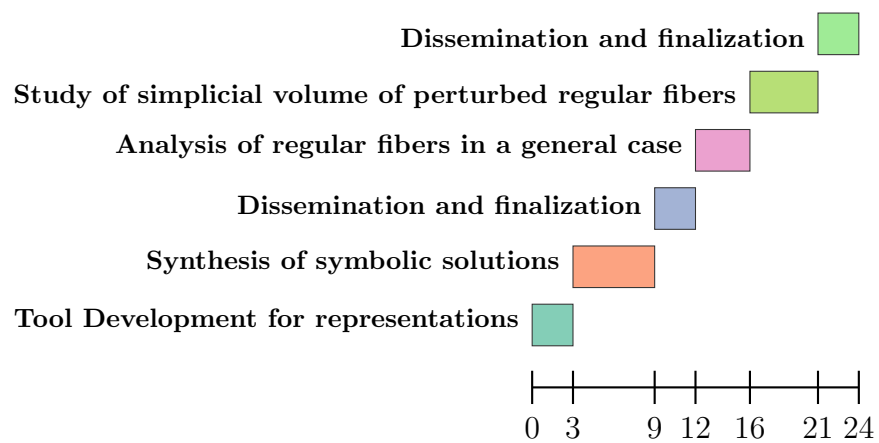 Dissemination and finalization
Study of simplicial volume of perturbed regular fibers
Analysis of regular fibers in a general case
Dissemination and finalization
Synthesis of symbolic solutions
Tool Development for representations
0 3 9 12 16 21 24